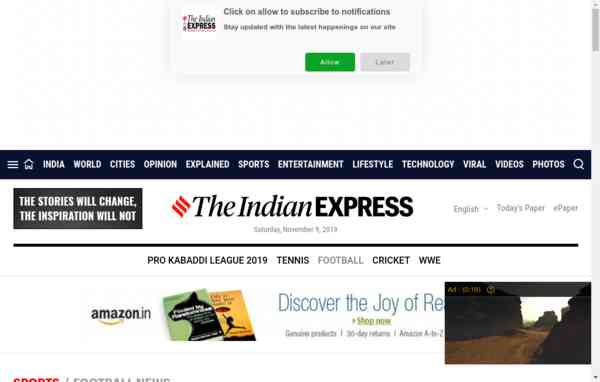 Click on allow to subscribe to notifications
The Indian
EXPRESS
Stay updated with the latest happenings on our site
Allow
Later
INDIA WORLD CITIES OPINION EXPLAINED SPORTS ENTERTAINMENT LIFESTYLE TECHNOLOGY VIRAL VIDEOS PHOTOS
THE STORIES WILL CHANGE,
THE INSPIRATION WILL NOT
The Indian EXPRESS
English
Today's Paper
ePaper
Saturday, November 9, 2019
PRO KABADDI LEAGUE 2019 TENNIS FOOTBALL CRICKET WWE
Ad : (0:19)
amazon.in
Discover the Joy of Rea
Shop now
Genuine products | 30-day returns | Amazon A-to-Z
SPORTS / FOOTBALL NEWS